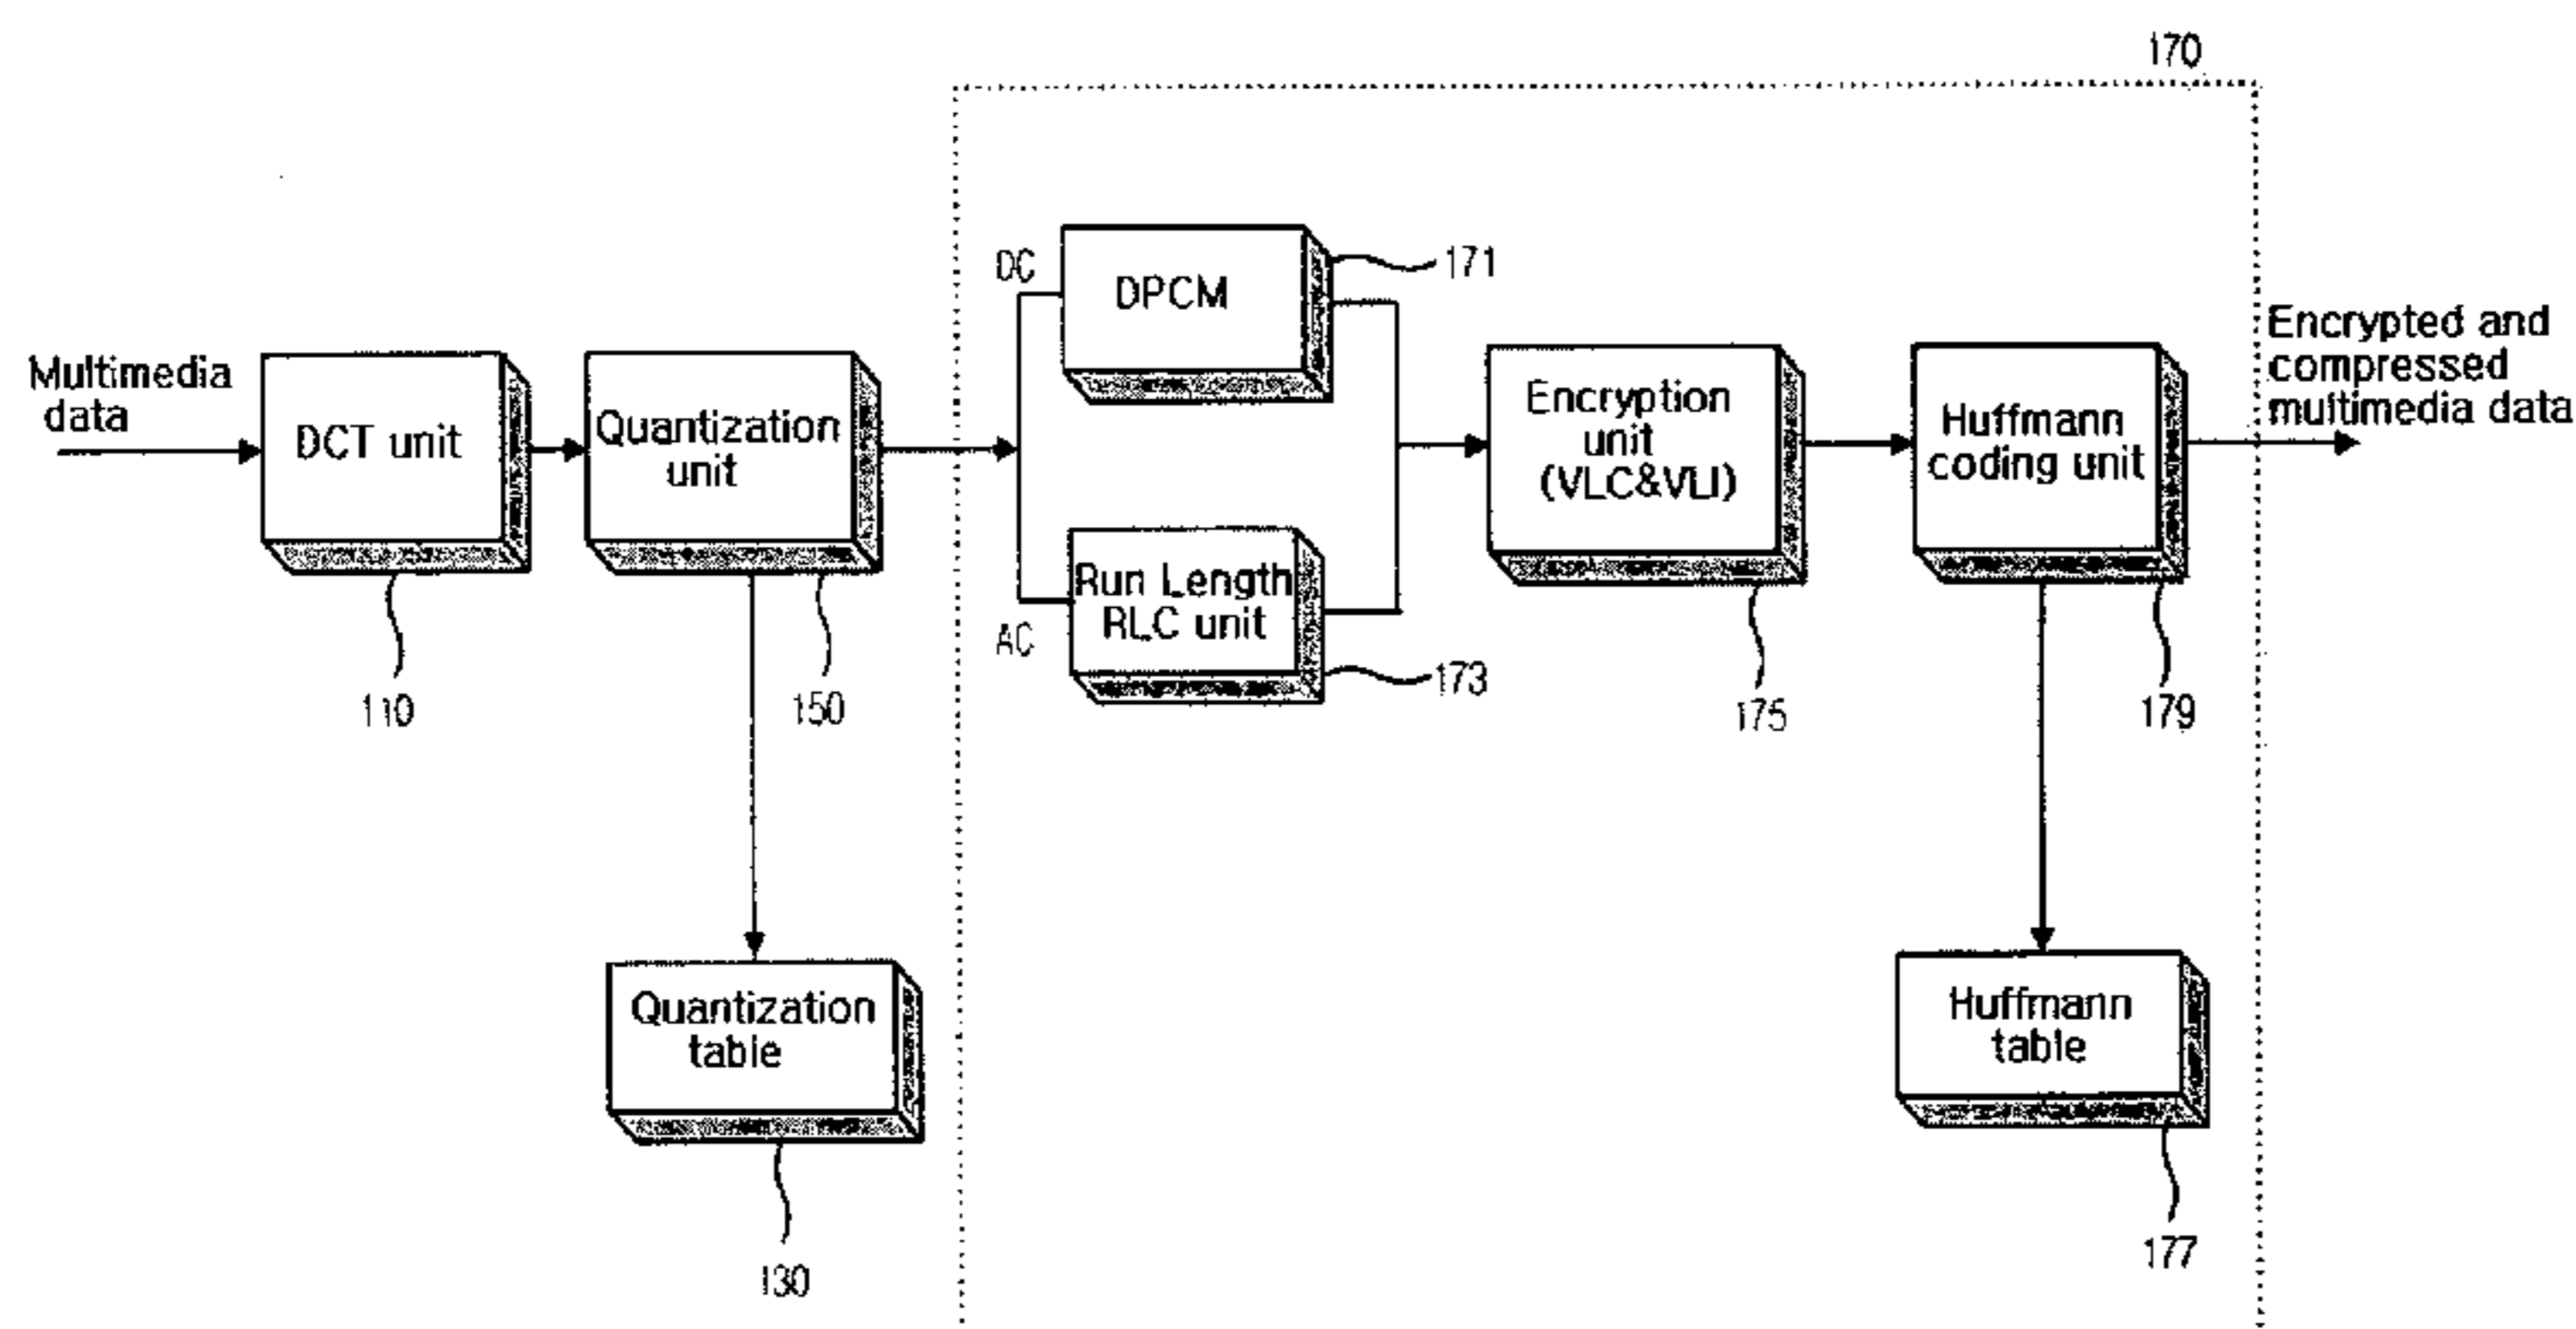 170
Multimedia
data
DCT unit
110
Quantization
unit
150
DC
DPCM
171
AC
Run Length
RLC unit
173
Encryption
unit
(VLC&VLI)
175
Huffmann
coding unit
179
Encrypted and
compressed
multimedia data
Quantization
table
130
Huffmann
table
177